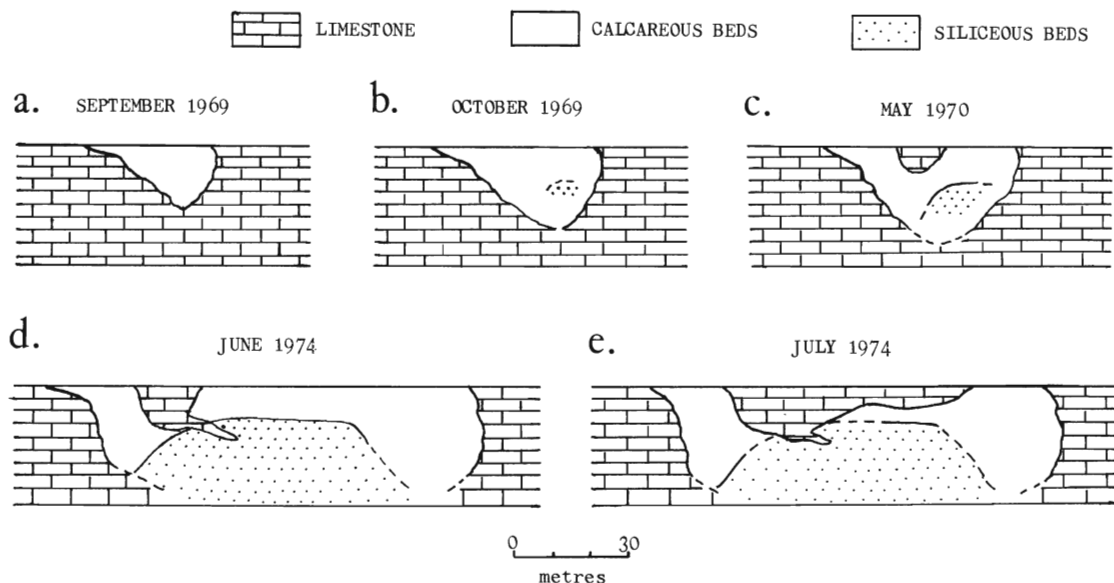 LIMESTONE CALCAREOUS BEDS SILICEOUS BEDS
a. SEPTEMBER 1969 b. OCTOBER 1969 c. MAY 1970
d. JUNE 1974 e. JULY 1974
0 30
metres